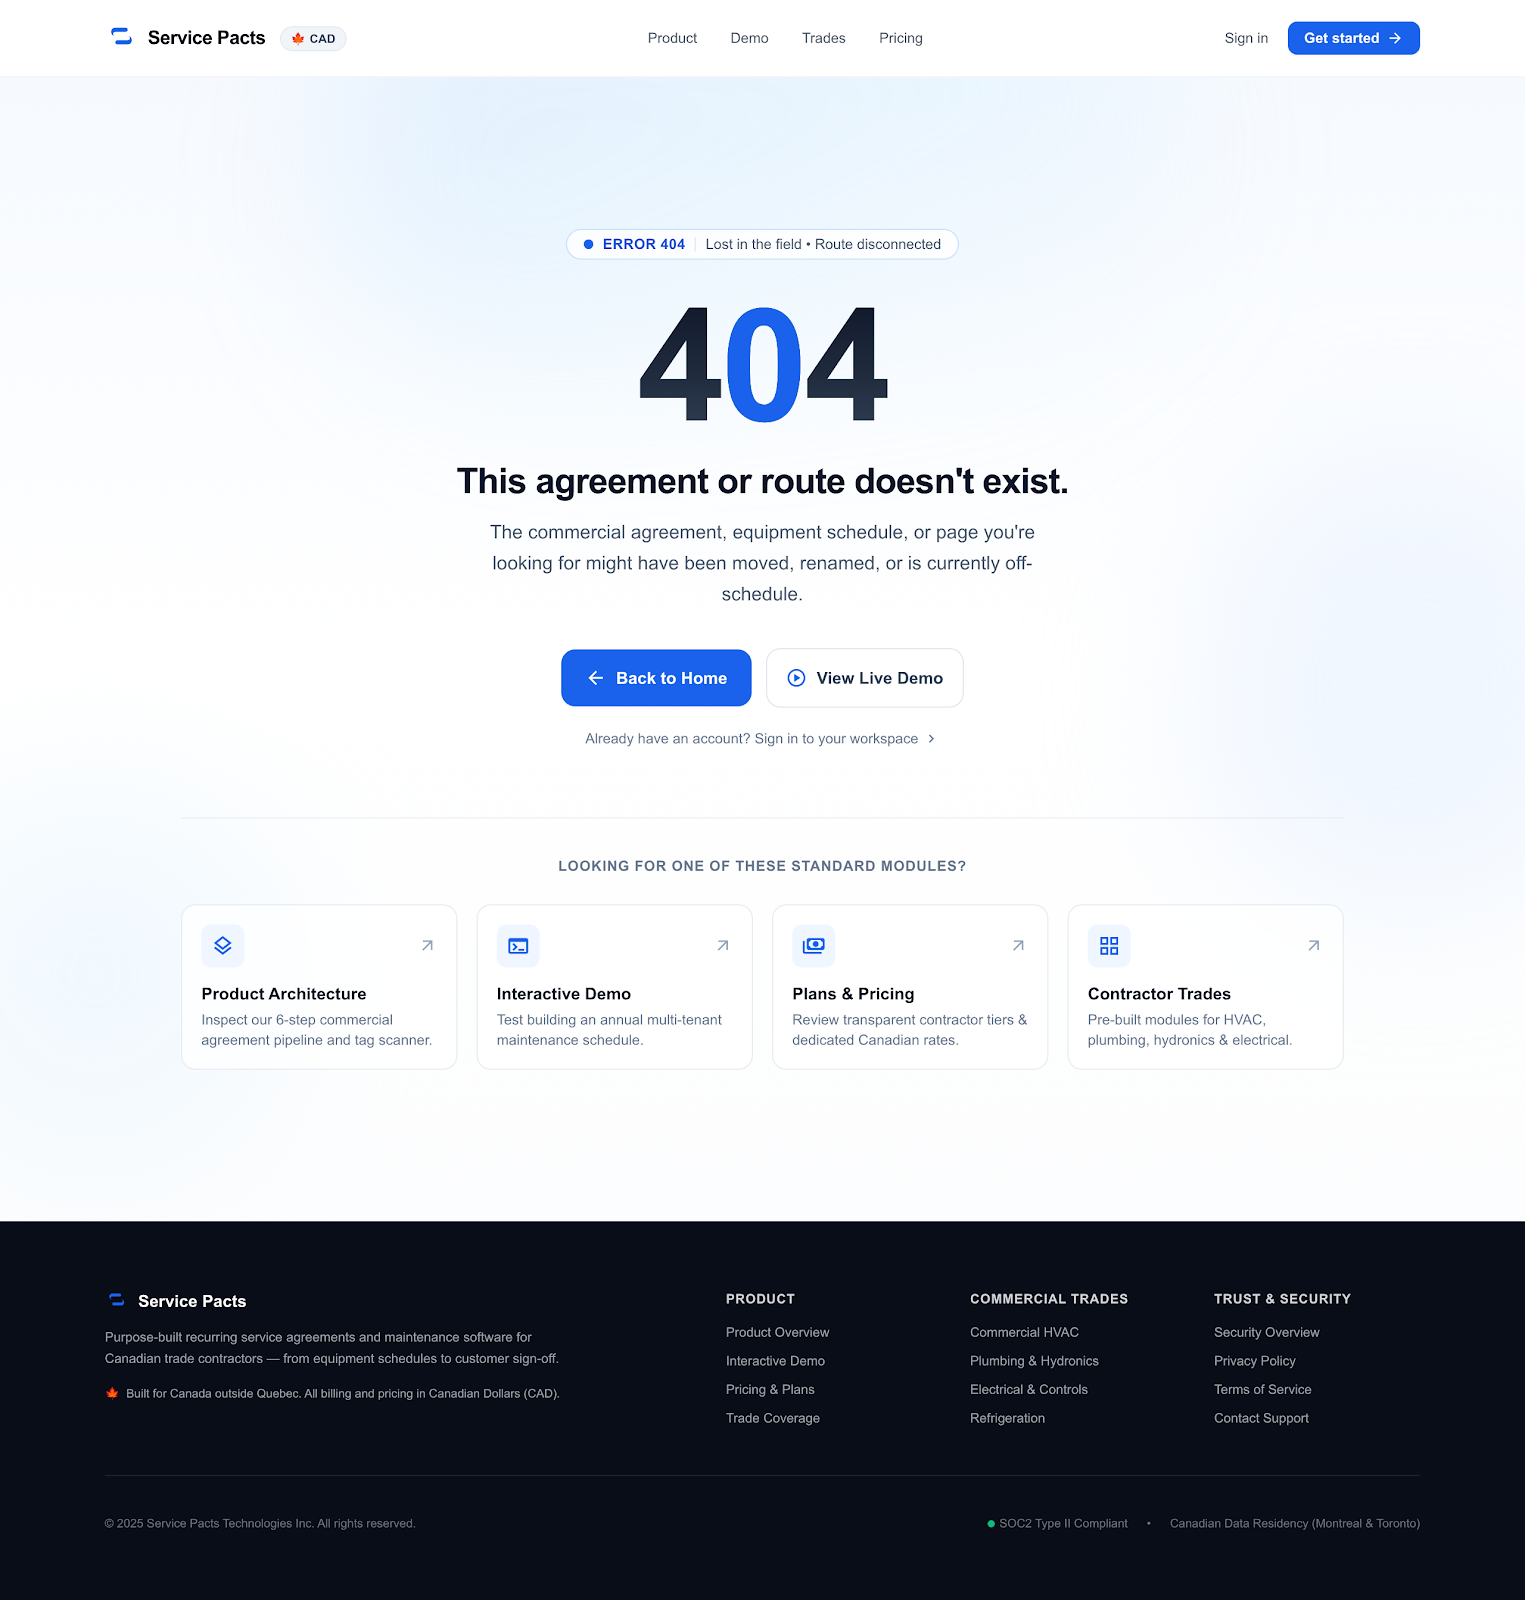 Service Pacts
CAD
Product
Demo
Trades
Pricing
Sign in
Get started
ERROR 404
Lost in the field • Route disconnected
404
This agreement or route doesn't exist.
The commercial agreement, equipment schedule, or page you're
looking for might have been moved, renamed, or is currently off-
schedule.
Back to Home
View Live Demo
Already have an account? Sign in to your workspace
LOOKING FOR ONE OF THESE STANDARD MODULES?
Product Architecture
Inspect our 6-step commercial
agreement pipeline and tag scanner.
Interactive Demo
Test building an annual multi-tenant
maintenance schedule.
Plans & Pricing
Review transparent contractor tiers &
dedicated Canadian rates.
Contractor Trades
Pre-built modules for HVAC,
plumbing, hydronics & electrical.
Service Pacts
Purpose-built recurring service agreements and maintenance software for
Canadian trade contractors — from equipment schedules to customer sign-off.
Built for Canada outside Quebec. All billing and pricing in Canadian Dollars (CAD).
PRODUCT
Product Overview
Interactive Demo
Pricing & Plans
Trade Coverage
COMMERCIAL TRADES
Commercial HVAC
Plumbing & Hydronics
Electrical & Controls
Refrigeration
TRUST & SECURITY
Security Overview
Privacy Policy
Terms of Service
Contact Support
© 2025 Service Pacts Technologies Inc. All rights reserved.
SOC2 Type II Compliant • Canadian Data Residency (Montreal & Toronto)